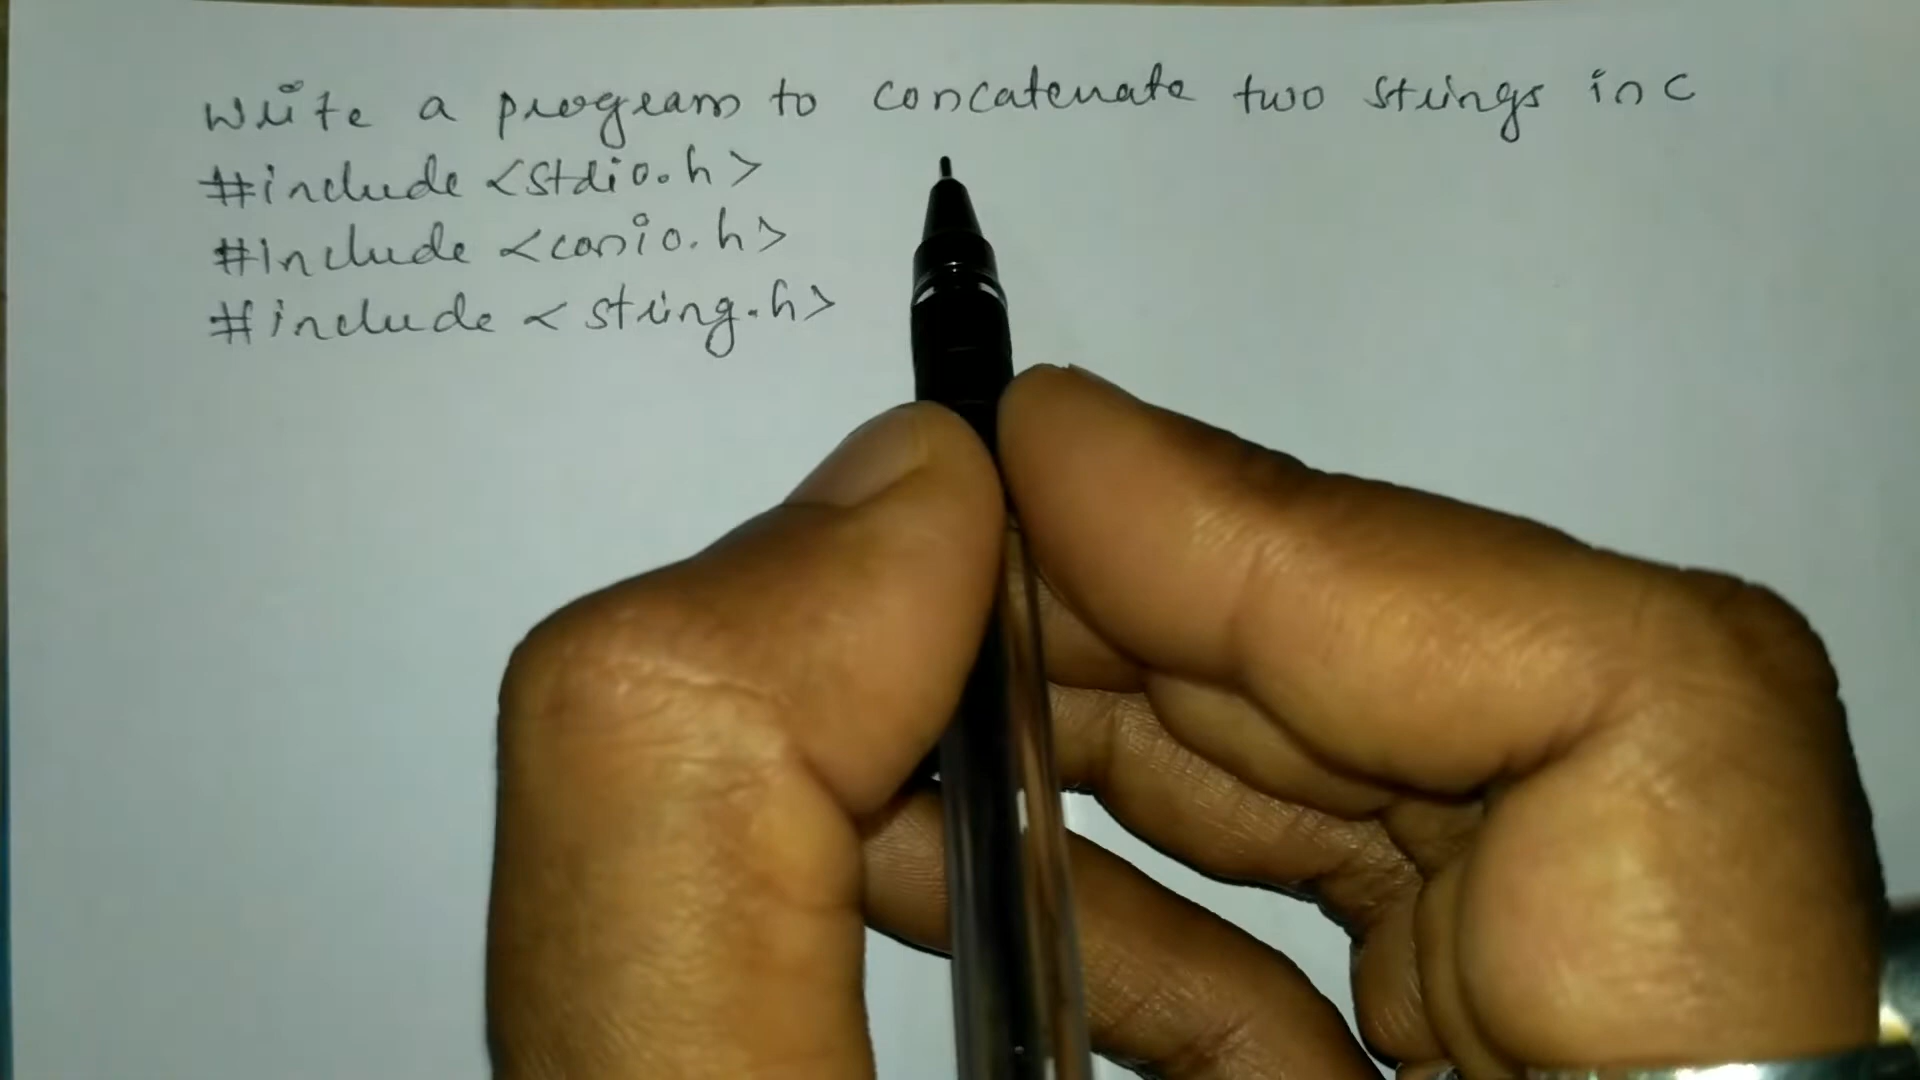 Write a program to concatenate two strings in c
#include <stdio.h>
#include <conio.h>
#include <string.h>